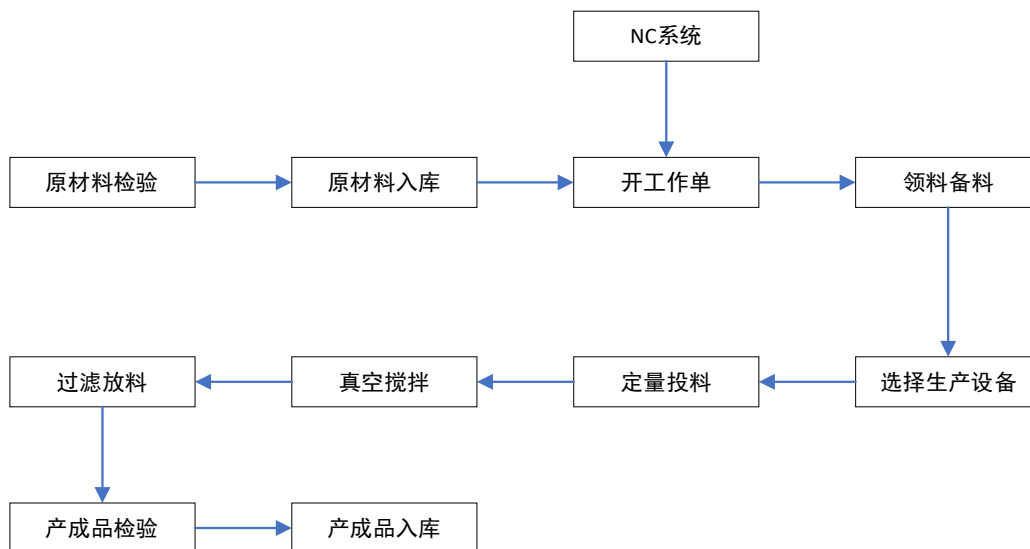 NC系统
原材料检验
原材料入库
开工作单
领料备料
过滤放料
真空搅拌
定量投料
选择生产设备
产成品检验
产成品入库